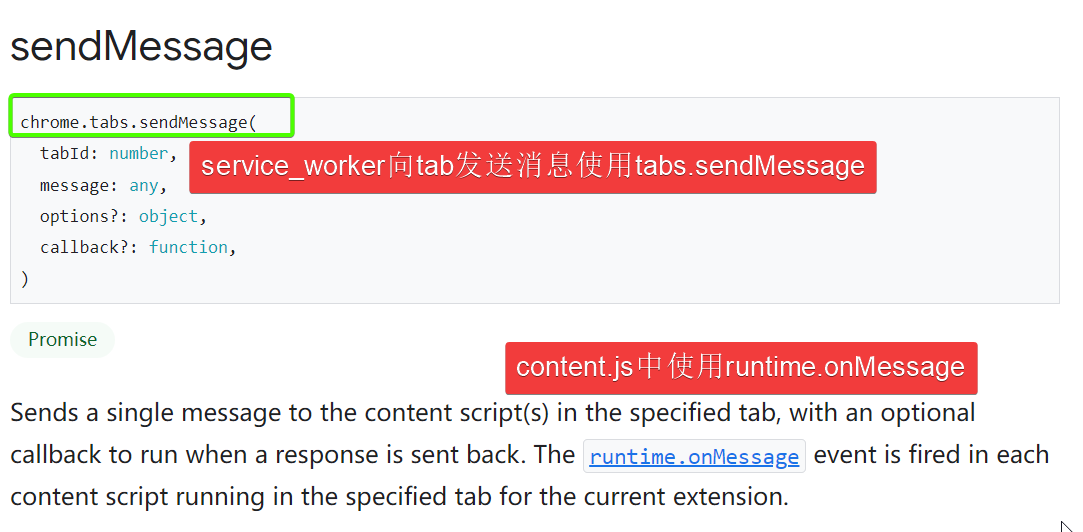 sendMessage
chrome.tabs.sendMessage(
tabId: number,
service_worker向tab发送消息使用tabs.sendMessage
message: any,
options?: object,
callback?: function,
)
Promise
content.js中使用runtime.onMessage
Sends a single message to the content script(s) in the specified tab, with an optional
callback to run when a response is sent back. The runtime.onMessage event is fired in each
content script running in the specified tab for the current extension.